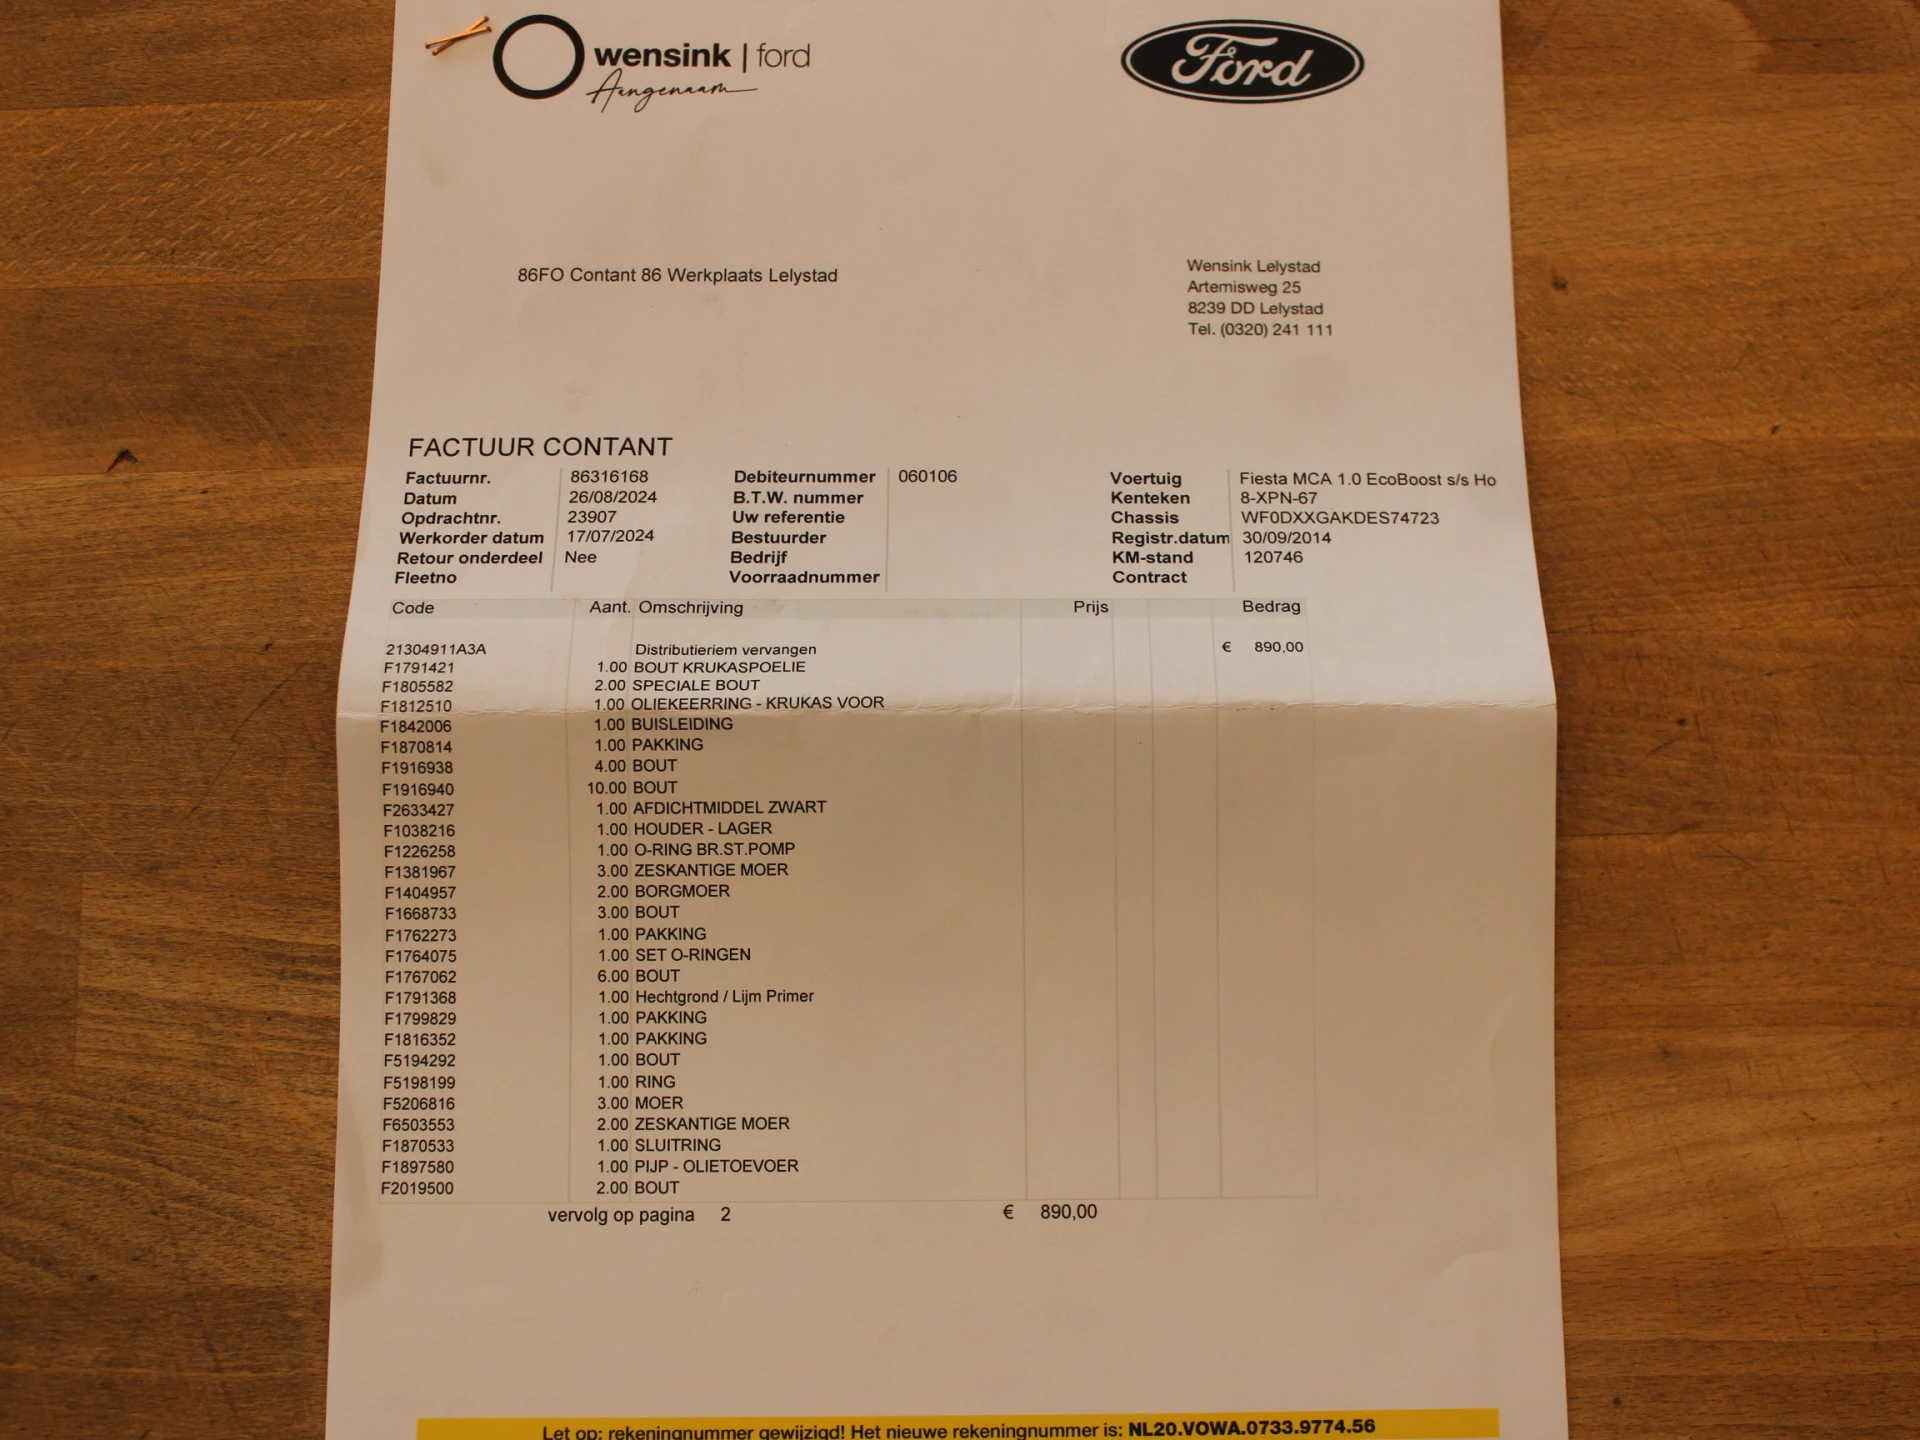 wensink | ford
Aangenaam
Ford
86FO Contant 86 Werkplaats Lelystad
Wensink Lelystad
Artemisweg 25
8239 DD Lelystad
Tel. (0320) 241 111
FACTUUR CONTANT
Factuurnr. 86316168 Debiteurnummer 060106 Voertuig Fiesta MCA 1.0 EcoBoost s/s Ho
Datum 26/08/2024 B.T.W. nummer Kenteken 8-XPN-67
Opdrachtnr. 23907 Uw referentie Chassis WF0DXXGAKDES74723
Werkorder datum 17/07/2024 Bestuurder Registr.datum 30/09/2014
Retour onderdeel Nee Bedrijf KM-stand 120746
Fleetno Voorraadnummer Contract
Code Aant. Omschrijving Prijs Bedrag
21304911A3A Distributieriem vervangen € 890,00
F1791421 1.00 BOUT KRUKASPOELIE
F1805582 2.00 SPECIALE BOUT
F1812510 1.00 OLIEKEERRING - KRUKAS VOOR
F1842006 1.00 BUISLEIDING
F1870814 1.00 PAKKING
F1916938 4.00 BOUT
F1916940 10.00 BOUT
F2633427 1.00 AFDICHTMIDDEL ZWART
F1038216 1.00 HOUDER - LAGER
F1226258 1.00 O-RING BR.ST.POMP
F1381967 3.00 ZESKANTIGE MOER
F1404957 2.00 BORGMOER
F1668733 3.00 BOUT
F1762273 1.00 PAKKING
F1764075 1.00 SET O-RINGEN
F1767062 6.00 BOUT
F1791368 1.00 Hechtgrond / Lijm Primer
F1799829 1.00 PAKKING
F1816352 1.00 PAKKING
F5194292 1.00 BOUT
F5198199 1.00 RING
F5206816 3.00 MOER
F6503553 2.00 ZESKANTIGE MOER
F1870533 1.00 SLUITRING
F1897580 1.00 PIJP - OLIETOEVOER
F2019500 2.00 BOUT
vervolg op pagina 2 € 890,00
Let op: rekeningnummer gewijzigd! Het nieuwe rekeningnummer is: NL20.VOWA.0733.9774.56